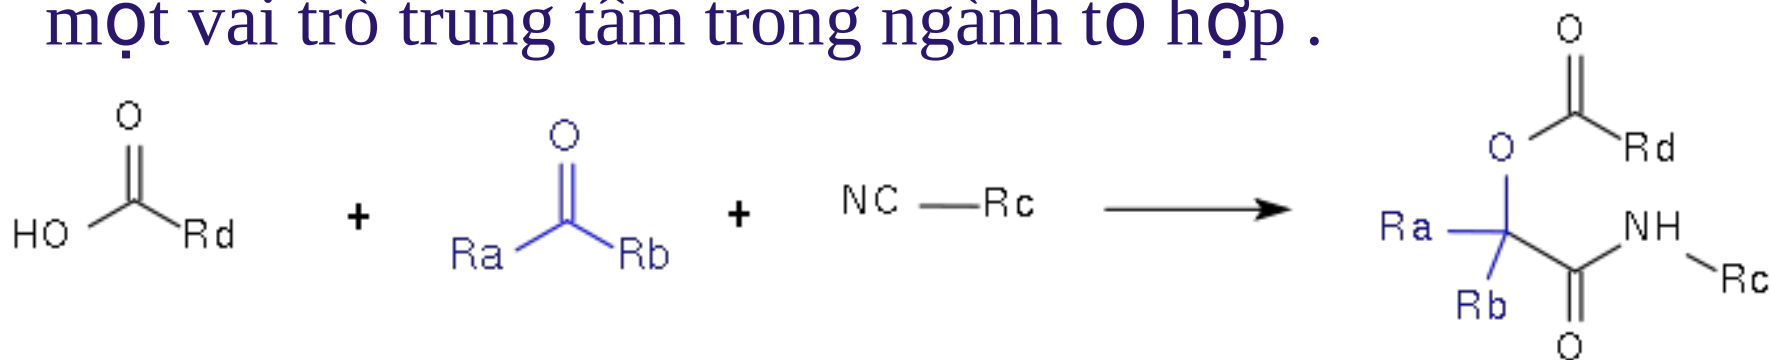 một vai trò trung tâm trong ngành tổ hợp .
O
O
O
HO
Rd
+
Ra
Rb
+
NC
Rc
O
Rd
Ra
NH
Rb
Rc
O